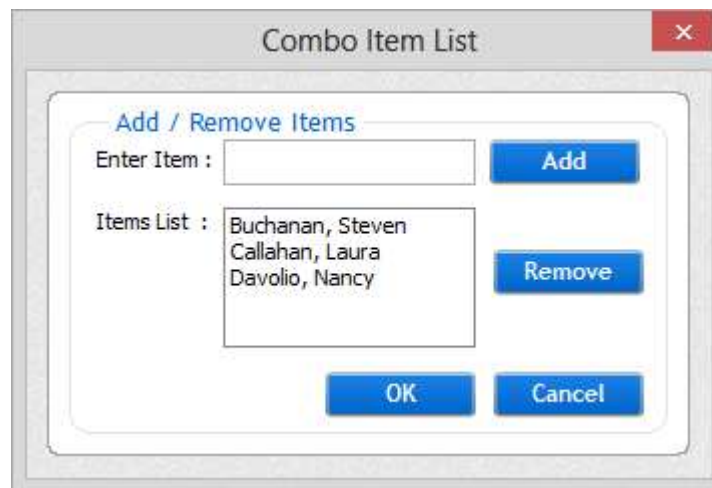 Combo Item List
Add / Remove Items
Enter Item :
Add
Items List :
Buchanan, Steven
Callahan, Laura
Davolio, Nancy
Remove
OK
Cancel